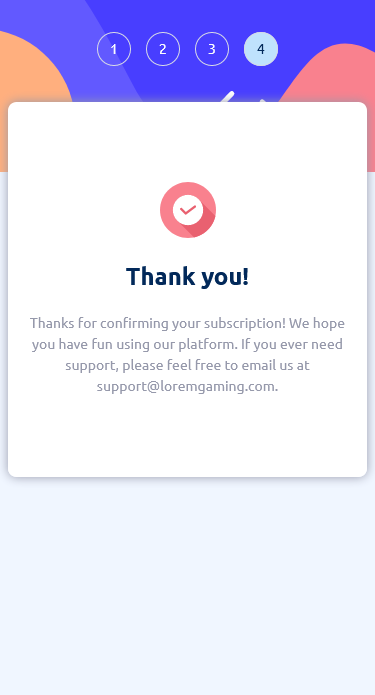 1 2 3 4
Thank you!
Thanks for confirming your subscription! We hope
you have fun using our platform. If you ever need
support, please feel free to email us at
support@loremgaming.com.